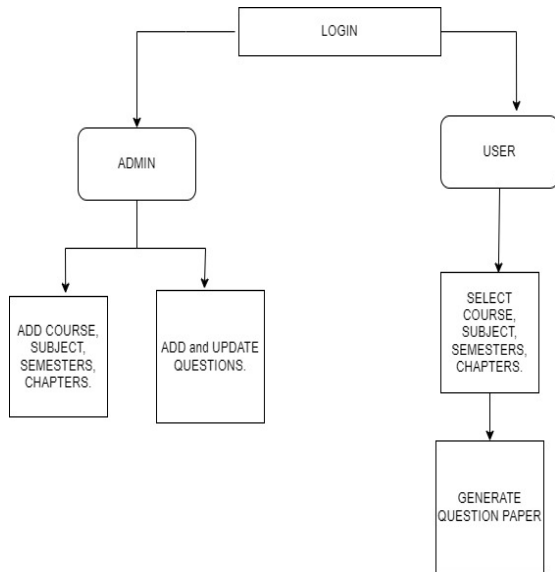 LOGIN
ADMIN
USER
ADD COURSE,
SUBJECT,
SEMESTERS,
CHAPTERS.
ADD and UPDATE
QUESTIONS.
SELECT
COURSE,
SUBJECT,
SEMESTERS,
CHAPTERS.
GENERATE
QUESTION PAPER